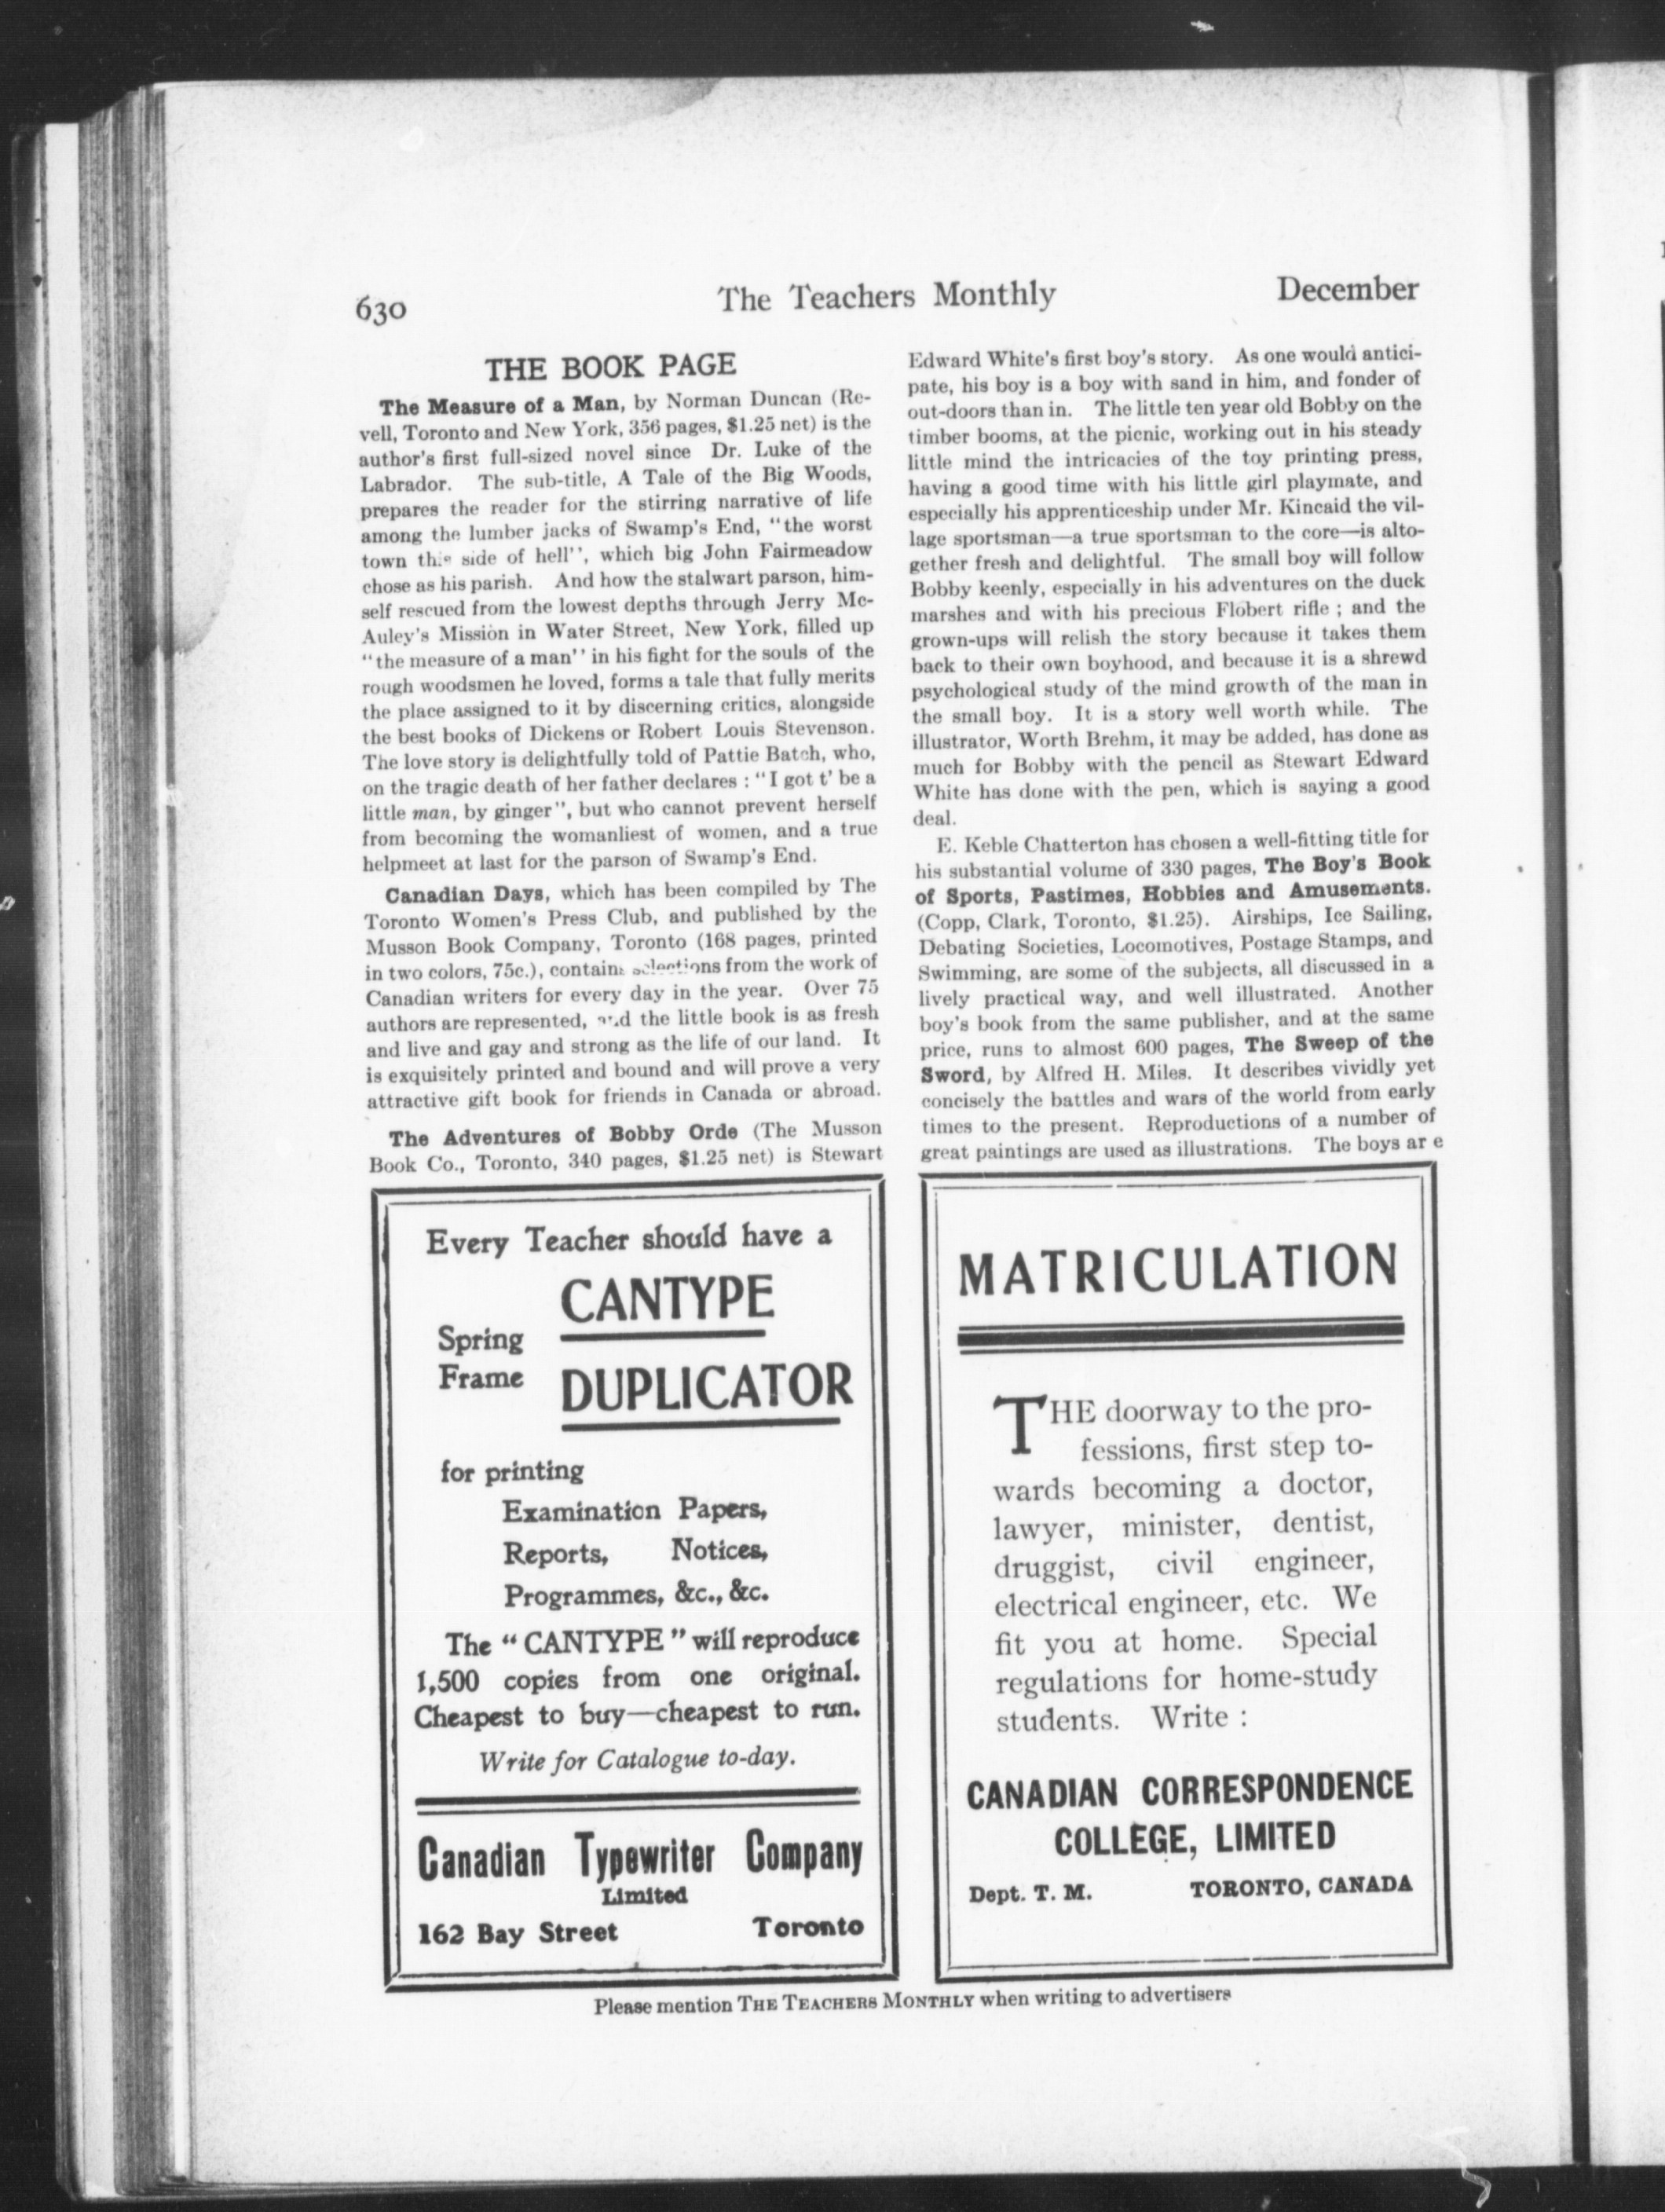 630 The Teachers Monthly December
THE BOOK PAGE
The Measure of a Man, by Norman Duncan (Re-
vell, Toronto and New York, 356 pages, $1.25 net) is the
author's first full-sized novel since Dr. Luke of the
Labrador. The sub-title, A Tale of the Big Woods,
prepares the reader for the stirring narrative of life
among the lumber jacks of Swamp's End, "the worst
town this side of hell", which big John Fairmeadow
chose as his parish. And how the stalwart parson, him-
self rescued from the lowest depths through Jerry Mc-
Auley's Mission in Water Street, New York, filled up
"the measure of a man" in his fight for the souls of the
rough woodsmen he loved, forms a tale that fully merits
the place assigned to it by discerning critics, alongside
the best books of Dickens or Robert Louis Stevenson.
The love story is delightfully told of Pattie Batch, who,
on the tragic death of her father declares : "I got t' be a
little man, by ginger", but who cannot prevent herself
from becoming the womanliest of women, and a true
helpmeet at last for the parson of Swamp's End.
Canadian Days, which has been compiled by The
Toronto Women's Press Club, and published by the
Musson Book Company, Toronto (168 pages, printed
in two colors, 75c.), contains selections from the work of
Canadian writers for every day in the year. Over 75
authors are represented, and the little book is as fresh
and live and gay and strong as the life of our land. It
is exquisitely printed and bound and will prove a very
attractive gift book for friends in Canada or abroad.
The Adventures of Bobby Orde (The Musson
Book Co., Toronto, 340 pages, $1.25 net) is Stewart
Edward White's first boy's story. As one would antici-
pate, his boy is a boy with sand in him, and fonder of
out-doors than in. The little ten year old Bobby on the
timber booms, at the picnic, working out in his steady
little mind the intricacies of the toy printing press,
having a good time with his little girl playmate, and
especially his apprenticeship under Mr. Kincaid the vil-
lage sportsman—a true sportsman to the core—is alto-
gether fresh and delightful. The small boy will follow
Bobby keenly, especially in his adventures on the duck
marshes and with his precious Flobert rifle ; and the
grown-ups will relish the story because it takes them
back to their own boyhood, and because it is a shrewd
psychological study of the mind growth of the man in
the small boy. It is a story well worth while. The
illustrator, Worth Brehm, it may be added, has done as
much for Bobby with the pencil as Stewart Edward
White has done with the pen, which is saying a good
deal.
E. Keble Chatterton has chosen a well-fitting title for
his substantial volume of 330 pages, The Boy's Book
of Sports, Pastimes, Hobbies and Amusements.
(Copp, Clark, Toronto, $1.25). Airships, Ice Sailing,
Debating Societies, Locomotives, Postage Stamps, and
Swimming, are some of the subjects, all discussed in a
lively practical way, and well illustrated. Another
boy's book from the same publisher, and at the same
price, runs to almost 600 pages, The Sweep of the
Sword, by Alfred H. Miles. It describes vividly yet
concisely the battles and wars of the world from early
times to the present. Reproductions of a number of
great paintings are used as illustrations. The boys ar e
Every Teacher should have a
CANTYPE
Spring
Frame
DUPLICATOR
for printing
Examination Papers,
Reports, Notices,
Programmes, &c., &c.
The "CANTYPE" will reproduce
1,500 copies from one original.
Cheapest to buy—cheapest to run.
Write for Catalogue to-day.
Canadian Typewriter Company
Limited
162 Bay Street Toronto
MATRICULATION
THE doorway to the pro-
fessions, first step to-
wards becoming a doctor,
lawyer, minister, dentist,
druggist, civil engineer,
electrical engineer, etc. We
fit you at home. Special
regulations for home-study
students. Write :
CANADIAN CORRESPONDENCE
COLLEGE, LIMITED
Dept. T. M. TORONTO, CANADA
Please mention THE TEACHERS MONTHLY when writing to advertisers